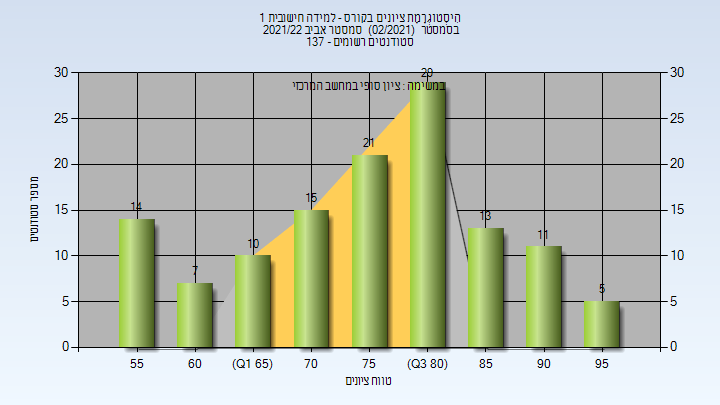 היסטוגרמת ציונים בקורס - למידה חישובית 1
בסמסטר (02/2021) סמסטר אביב 2021/22
סטודנטים רשומים - 137
במשימה : ציון סופי במחשב המרכזי
מספר סטודנטים
30 30
25 25
20 20
15 15
10 10
5 5
0 0
14 7 10 15 21 29 13 11 5
55 60 (Q1 65) 70 75 (Q3 80) 85 90 95
טווח ציונים